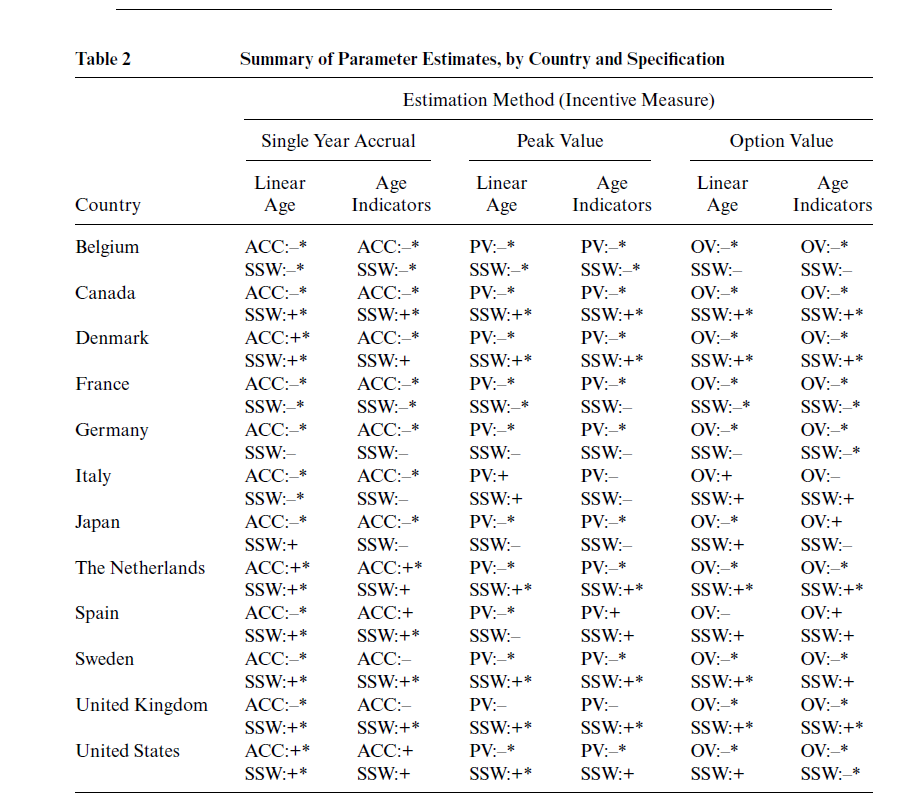 Table 2 Summary of Parameter Estimates, by Country and Specification
Estimation Method (Incentive Measure)
Single Year Accrual Peak Value Option Value
Linear Age Linear Age Linear Age
Country Age Indicators Age Indicators Age Indicators
Belgium ACC:–* ACC:–* PV:–* PV:–* OV:–* OV:–*
SSW:–* SSW:–* SSW:–* SSW:–* SSW:– SSW:–
Canada ACC:–* ACC:–* PV:–* PV:–* OV:–* OV:–*
SSW:+* SSW:+* SSW:+* SSW:+* SSW:+* SSW:+*
Denmark ACC:+* ACC:–* PV:–* PV:–* OV:–* OV:–*
SSW:+* SSW:+ SSW:+* SSW:+* SSW:+* SSW:+*
France ACC:–* ACC:–* PV:–* PV:–* OV:–* OV:–*
SSW:–* SSW:–* SSW:–* SSW:– SSW:–* SSW:–*
Germany ACC:–* ACC:–* PV:–* PV:–* OV:–* OV:–*
SSW:– SSW:– SSW:– SSW:– SSW:– SSW:–*
Italy ACC:–* ACC:–* PV:+ PV:– OV:+ OV:–
SSW:–* SSW:– SSW:+ SSW:– SSW:+ SSW:+
Japan ACC:–* ACC:–* PV:–* PV:–* OV:–* OV:+
SSW:+ SSW:– SSW:– SSW:– SSW:+ SSW:–
The Netherlands ACC:+* ACC:+* PV:–* PV:–* OV:–* OV:–*
SSW:+* SSW:+ SSW:+* SSW:+* SSW:+* SSW:+*
Spain ACC:–* ACC:+ PV:–* PV:+ OV:– OV:+
SSW:+* SSW:+* SSW:– SSW:+ SSW:+ SSW:+
Sweden ACC:–* ACC:– PV:–* PV:–* OV:–* OV:–*
SSW:+* SSW:+* SSW:+* SSW:+* SSW:+* SSW:+
United Kingdom ACC:–* ACC:– PV:– PV:– OV:–* OV:–*
SSW:+* SSW:+* SSW:+* SSW:+* SSW:+* SSW:+*
United States ACC:+* ACC:+ PV:–* PV:–* OV:–* OV:–*
SSW:+* SSW:+ SSW:+* SSW:+ SSW:+ SSW:–*